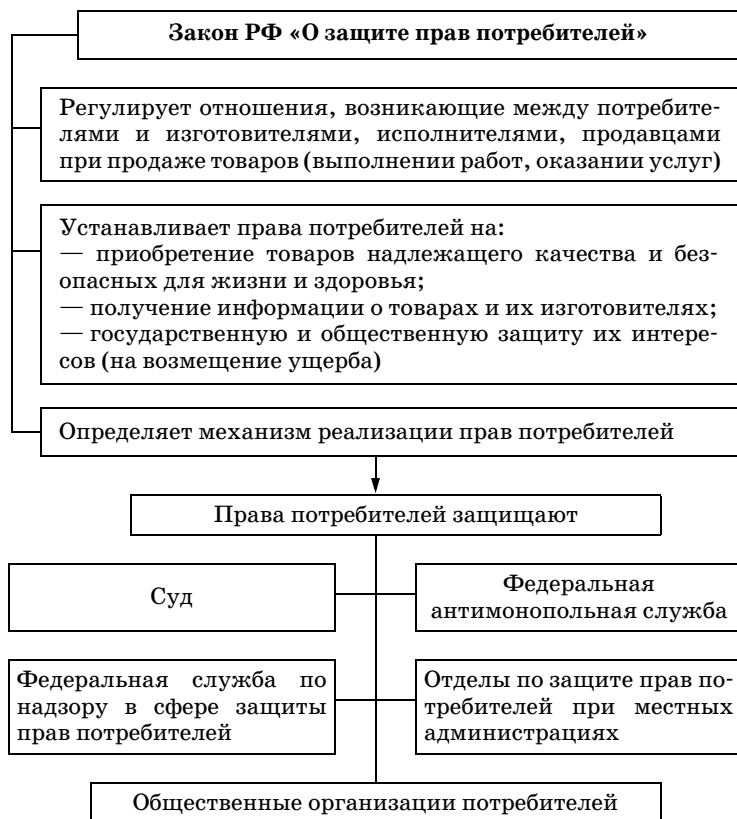 Закон РФ «О защите прав потребителей»
Регулирует отношения, возникающие между потребите-
лями и изготовителями, исполнителями, продавцами
при продаже товаров (выполнении работ, оказании услуг)
Устанавливает права потребителей на:
— приобретение товаров надлежащего качества и без-
опасных для жизни и здоровья;
— получение информации о товарах и их изготовителях;
— государственную и общественную защиту их интере-
сов (на возмещение ущерба)
Определяет механизм реализации прав потребителей
Права потребителей защищают
Суд
Федеральная
антимонопольная служба
Федеральная служба по
надзору в сфере защиты
прав потребителей
Отделы по защите прав по-
требителей при местных
администрациях
Общественные организации потребителей